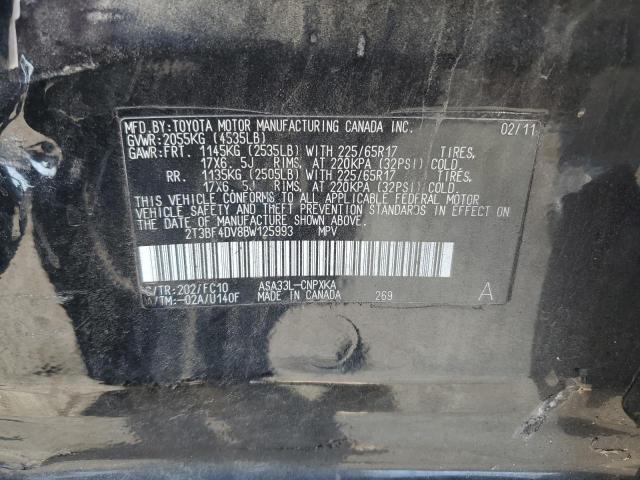 MFD.BY:TOYOTA MOTOR MANUFACTURING CANADA INC. 02/11
GVWR:2055KG (4535LB)
GAWR:FRT. 1145KG (2535LB) WITH 225/65R17 TIRES,
17X6. 5J RIMS, AT 220KPA (32PSI) COLD.
RR. 1135KG (2505LB) WITH 225/65R17 TIRES,
17X6. 5J RIMS, AT 220KPA (32PSI) COLD.
THIS VEHICLE CONFORMS TO ALL APPLICABLE FEDERAL MOTOR
VEHICLE SAFETY AND THEFT PREVENTION STANDARDS IN EFFECT ON
THE DATE OF MANUFACTURE SHOWN ABOVE.
2T3BF4DV8BW125993 MPV
C/TR:202/FC10 ASA33L-CNPXKA
A/TM:-02A/U140F MADE IN CANADA 269 A